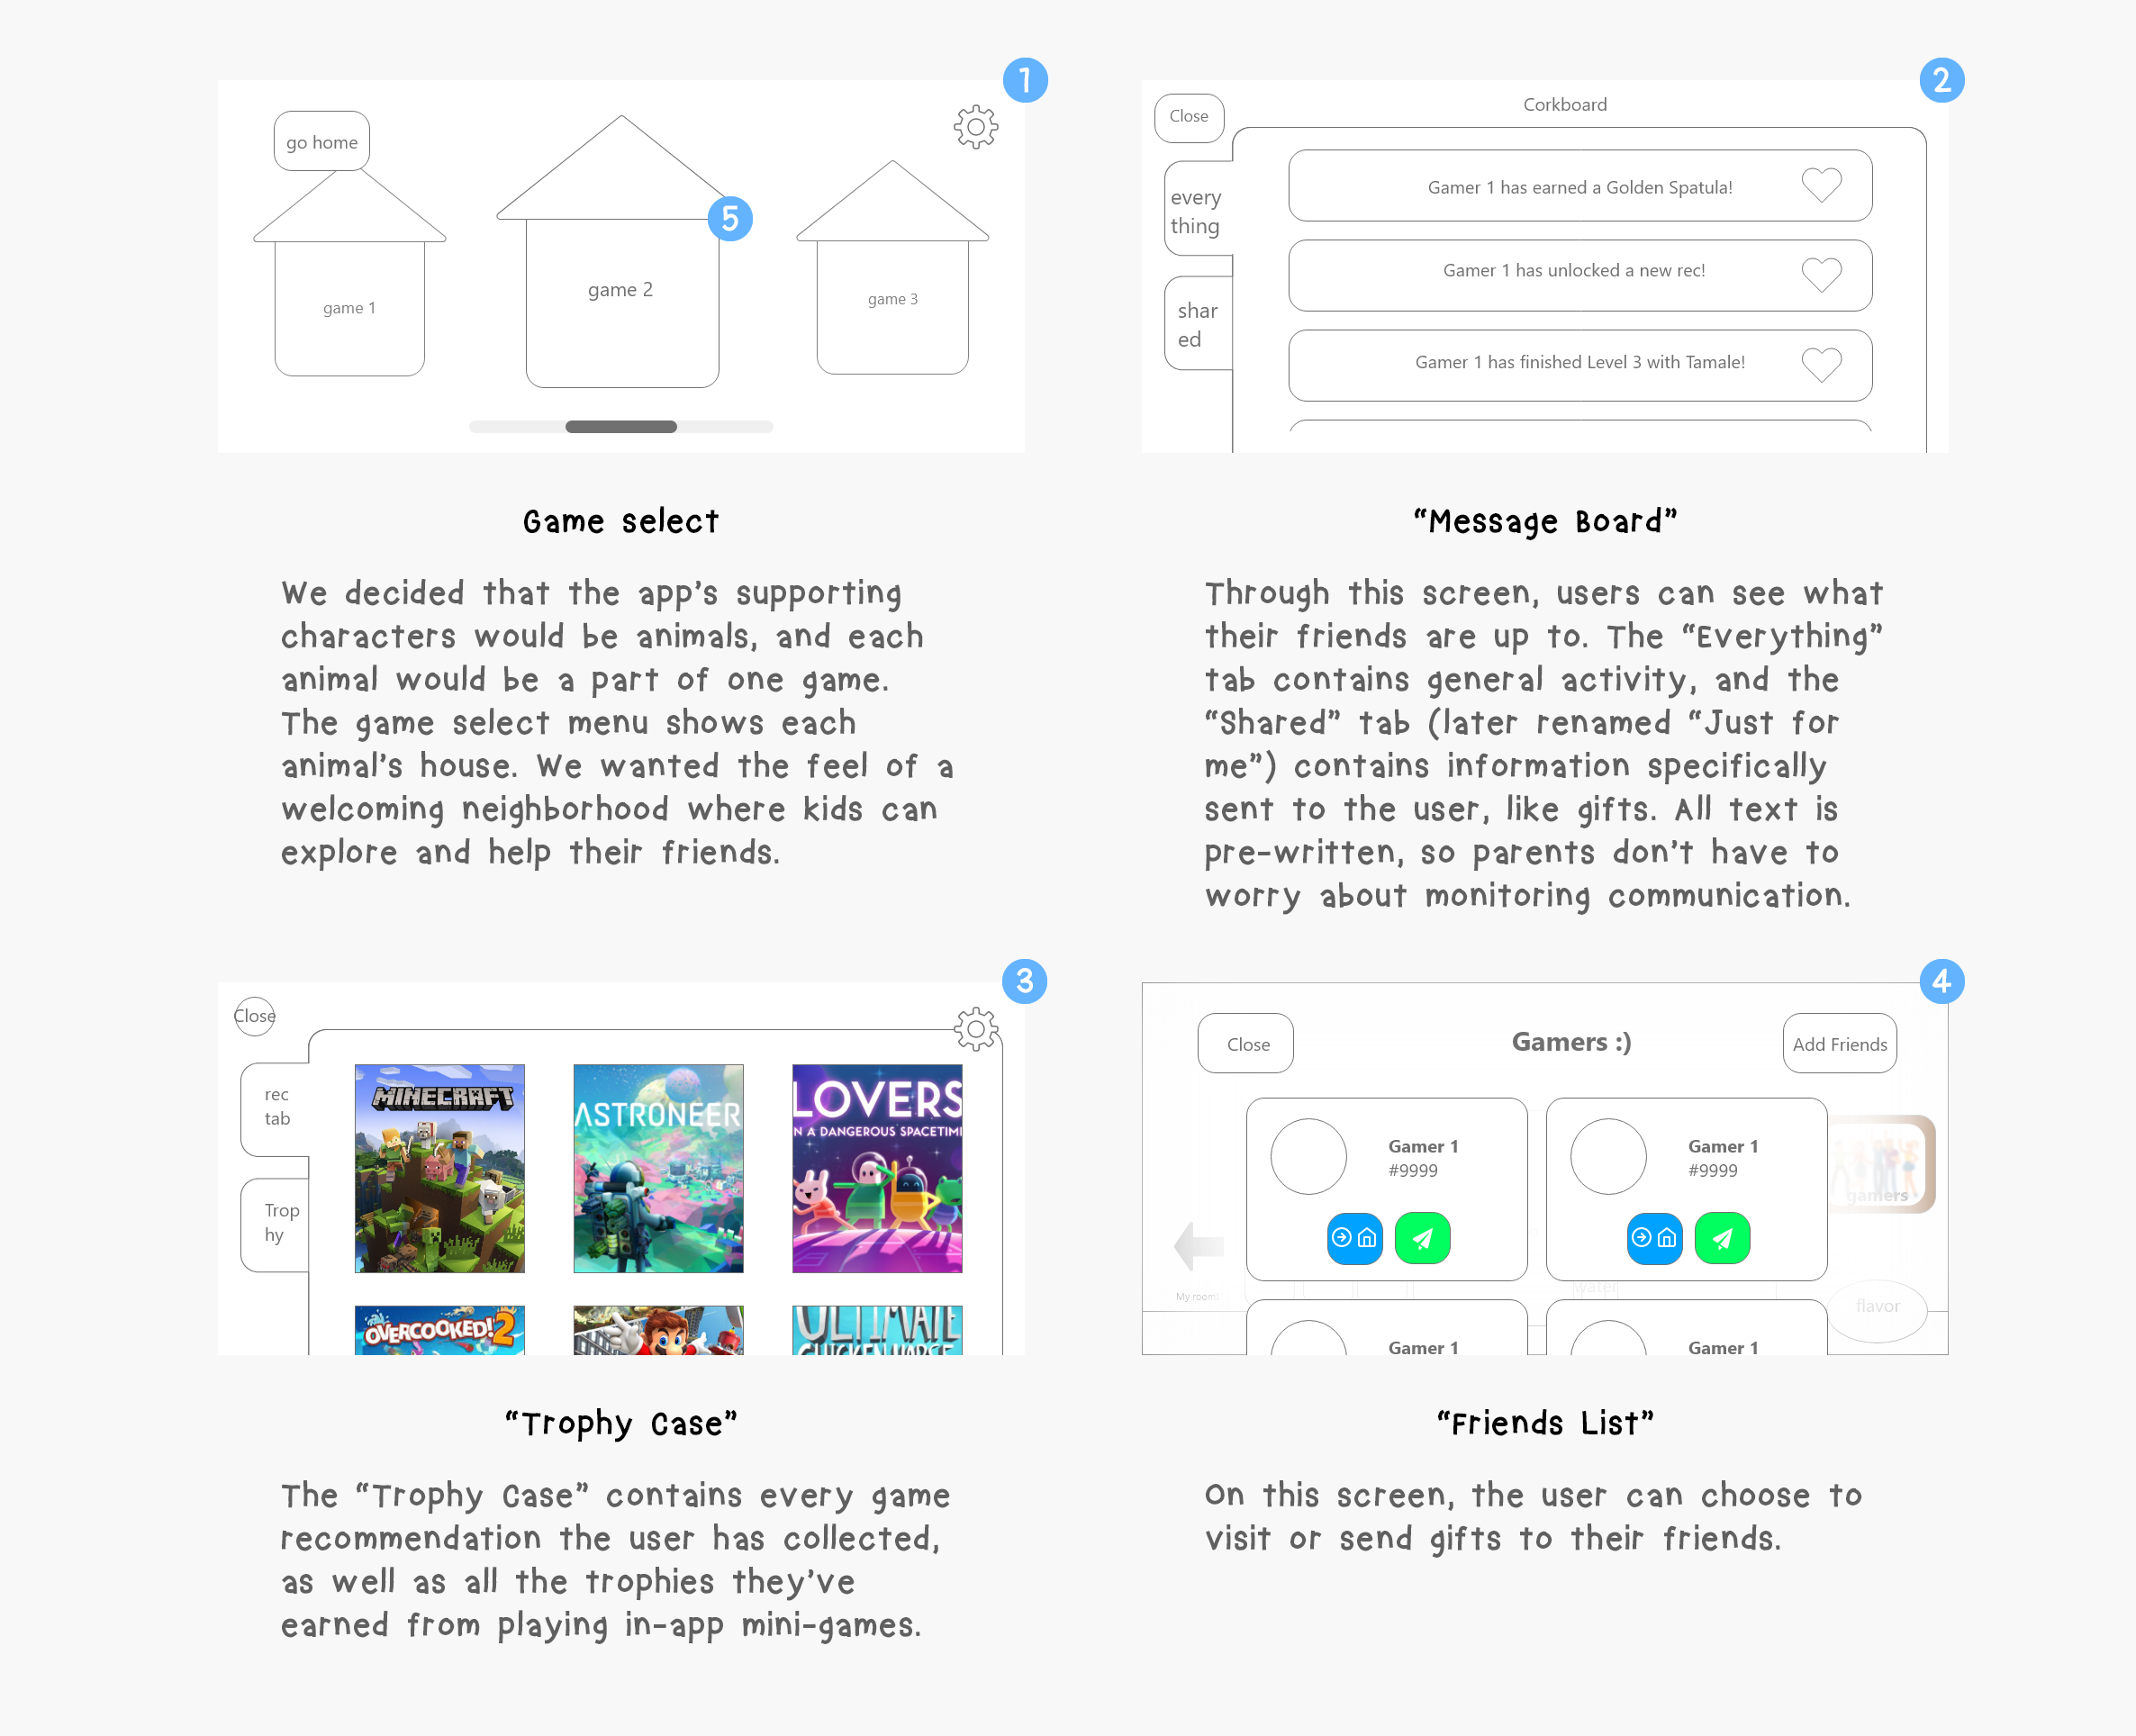 1
go home
5
game 1
game 2
game 3
Game select
We decided that the app's supporting
characters would be animals, and each
animal would be a part of one game.
The game select menu shows each
animal's house. We wanted the feel of a
welcoming neighborhood where kids can
explore and help their friends.
2
Close
Corkboard
every
thing
shar
ed
Gamer 1 has earned a Golden Spatula!
Gamer 1 has unlocked a new rec!
Gamer 1 has finished Level 3 with Tamale!
“Message Board”
Through this screen, users can see what
their friends are up to. The “Everything”
tab contains general activity, and the
“Shared” tab (later renamed “Just for
me”) contains information specifically
sent to the user, like gifts. All text is
pre-written, so parents don't have to
worry about monitoring communication.
3
Close
rec
tab
Trop
hy
MINECRAFT
ASTRONEER
LOVERS
N A DANGEROUS SPACETIM
OVERCOOKED! 2
ULTIMATE
CHICKEN HORSE
“Trophy Case”
The “Trophy Case” contains every game
recommendation the user has collected,
as well as all the trophies they've
earned from playing in-app mini-games.
4
Close
Gamers :)
Add Friends
Gamer 1
#9999
Gamer 1
#9999
gamers
My room!
water
flavor
Gamer 1
Gamer 1
“Friends List”
On this screen, the user can choose to
visit or send gifts to their friends.